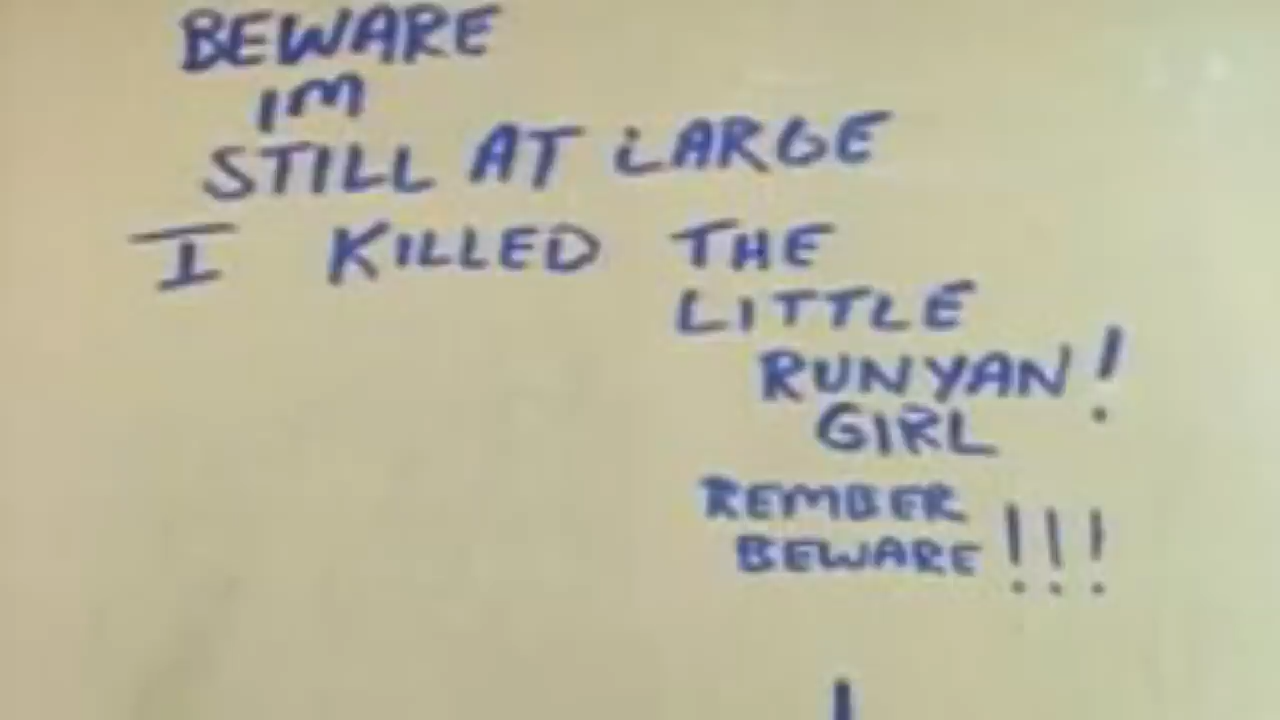 BEWARE
IM
STILL AT LARGE
I KILLED THE
LITTLE
RUNYAN!
GIRL
REMBER
BEWARE!!!